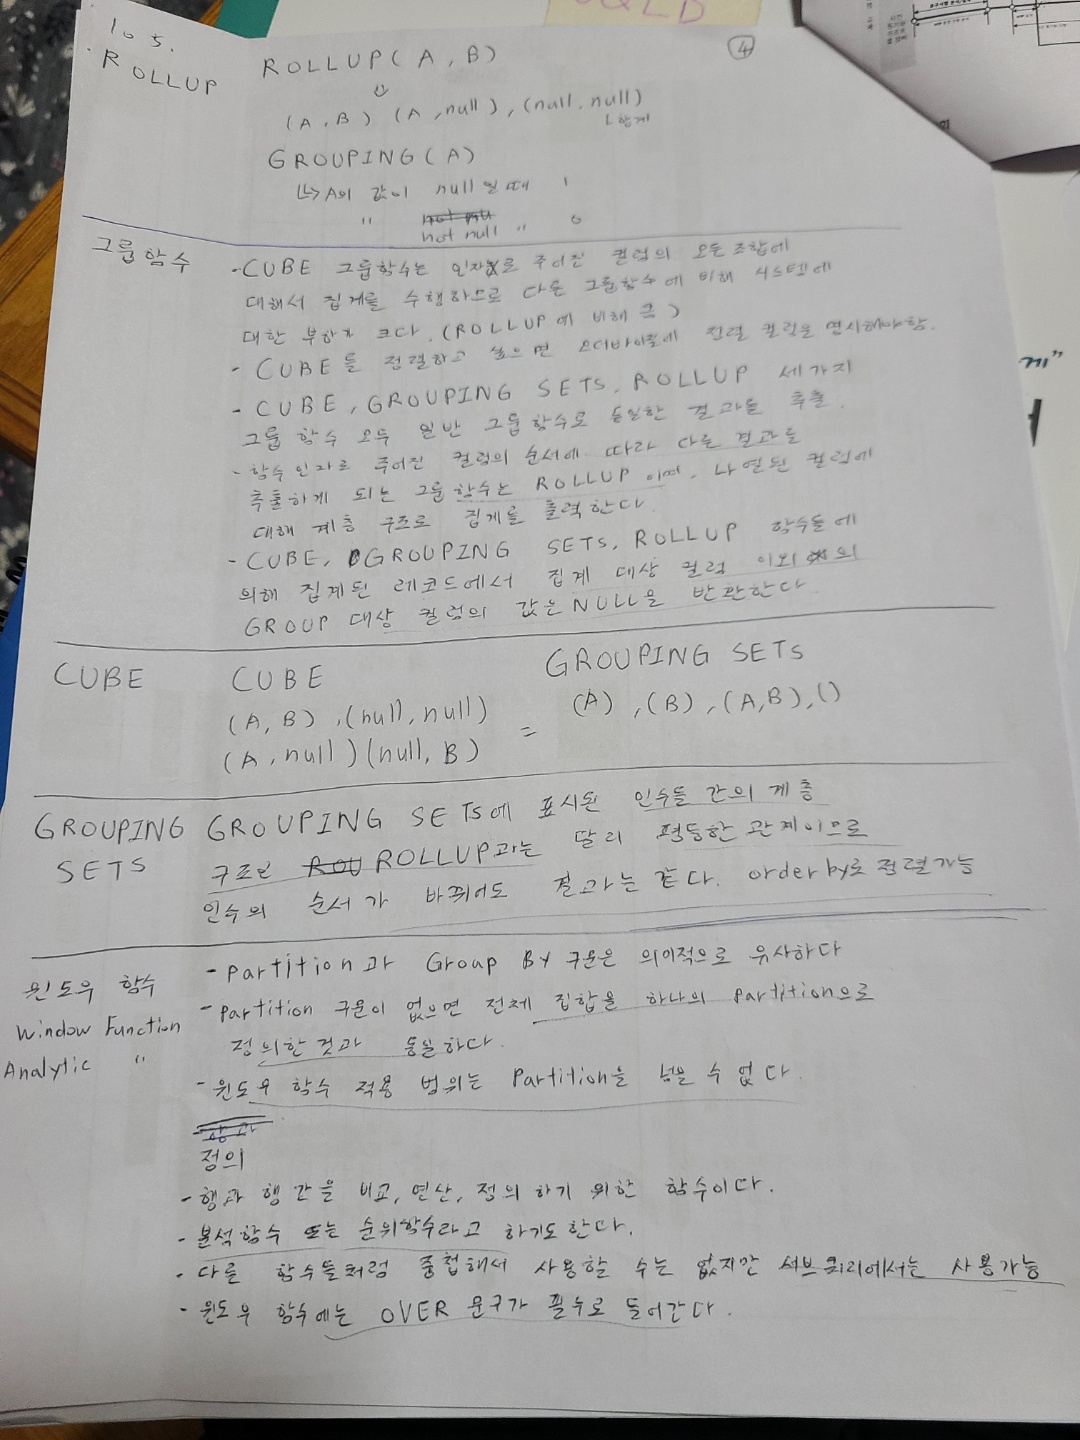 105.
ROLLUP
ROLLUP(A, B)
④
(A, B) (A, null), (null, null)
합계
GROUPING(A)
↳ A의 값이 null 일 때 1
" not null " 0
그룹함수
- CUBE 그룹함수는 인자로 주어진 컬럼의 모든 조합에
대해서 집계를 수행하므로 다른 그룹함수에 비해 시스템에
대한 부하가 크다. (ROLLUP에 비해 큼)
- CUBE를 정렬하고 싶으면 오더바이절에 정렬 컬럼을 명시해야함.
- CUBE, GROUPING SETS, ROLLUP 세가지
그룹 함수 모두 일반 그룹함수로 동일한 결과를 추출.
- 함수 인자로 주어진 컬럼의 순서에 따라 다른 결과를
추출하게 되는 그룹 함수는 ROLLUP 이며, 나열된 컬럼에
대해 계층 구조로 집계를 출력한다.
- CUBE, GROUPING SETS, ROLLUP 함수들에
의해 집계된 레코드에서 집계 대상 컬럼 이외의
GROUP 대상 컬럼의 값은 NULL을 반환한다.
CUBE
CUBE
(A, B), (null, null)
(A, null) (null, B)
=
GROUPING SETS
(A), (B), (A,B), ()
GROUPING
SETS
GROUPING SETS에 표시된 인수들 간의 계층
구조인 ROLLUP과는 달리 평등한 관계이므로
인수의 순서가 바뀌어도 결과는 같다. order by로 정렬가능
윈도우 함수
Window Function
Analytic "
- Partition과 Group By 구문은 의미적으로 유사하다
- Partition 구문이 없으면 전체 집합을 하나의 Partition으로
정의한 것과 동일하다.
- 윈도우 함수 적용 범위는 Partition을 넘을 수 없다.
정의
- 행과 행 간을 비교, 연산, 정의 하기 위한 함수이다.
- 분석함수 또는 순위함수라고 하기도 한다.
- 다른 함수들처럼 중첩해서 사용할 수는 없지만 서브쿼리에서는 사용가능
- 윈도우 함수에는 OVER 문구가 필수로 들어간다.